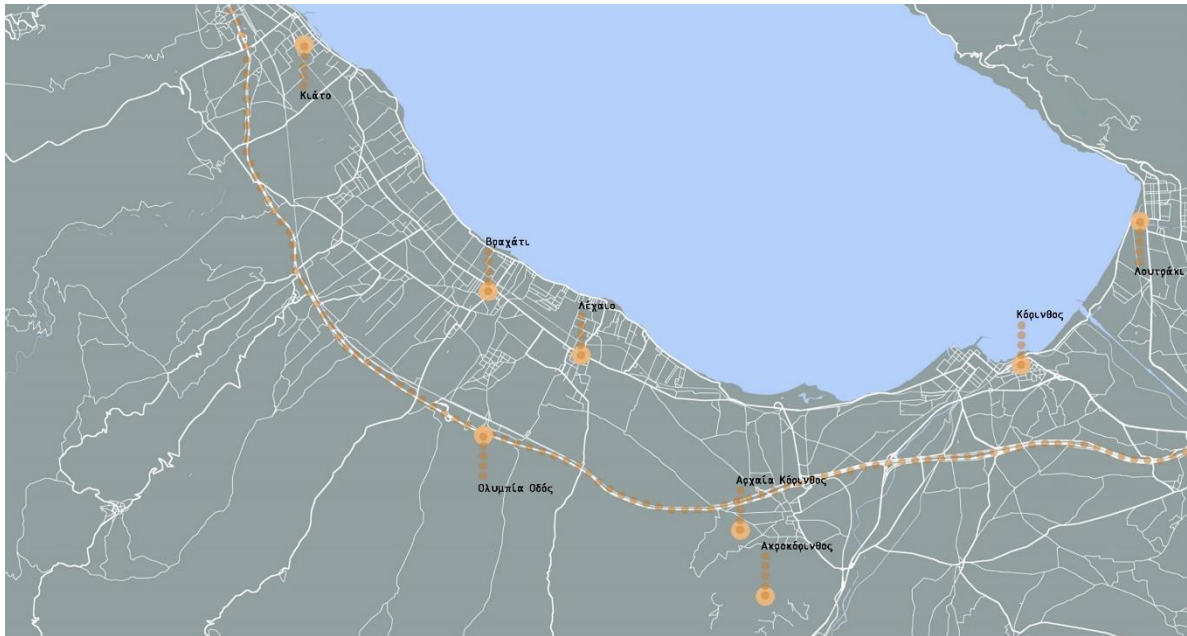 Κιάτο
Βραχάτι
Λέχαιο
Λουτράκι
Κόρινθος
Ολυμπία Οδός
Αρχαία Κόρινθος
Ακροκόρινθος